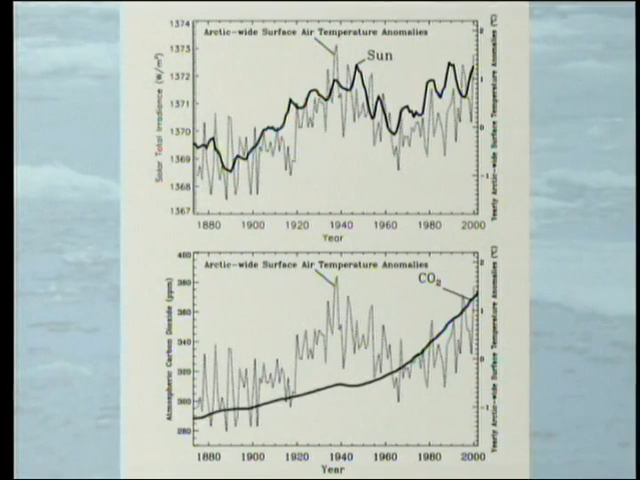 Arctic-wide Surface Air Temperature Anomalies
Sun
Solar Total Irradiance (W/m²)
1374
1373
1372
1371
1370
1369
1368
1367
2
1
0
-1
Yearly Arctic-wide Surface Temperature Anomalies (°C)
1880 1900 1920 1940 1960 1980 2000
Year
Arctic-wide Surface Air Temperature Anomalies
CO₂
Atmospheric Carbon Dioxide (ppm)
380
360
340
320
300
280
2
1
0
-1
Yearly Arctic-wide Surface Temperature Anomalies (°C)
1880 1900 1920 1940 1960 1980 2000
Year